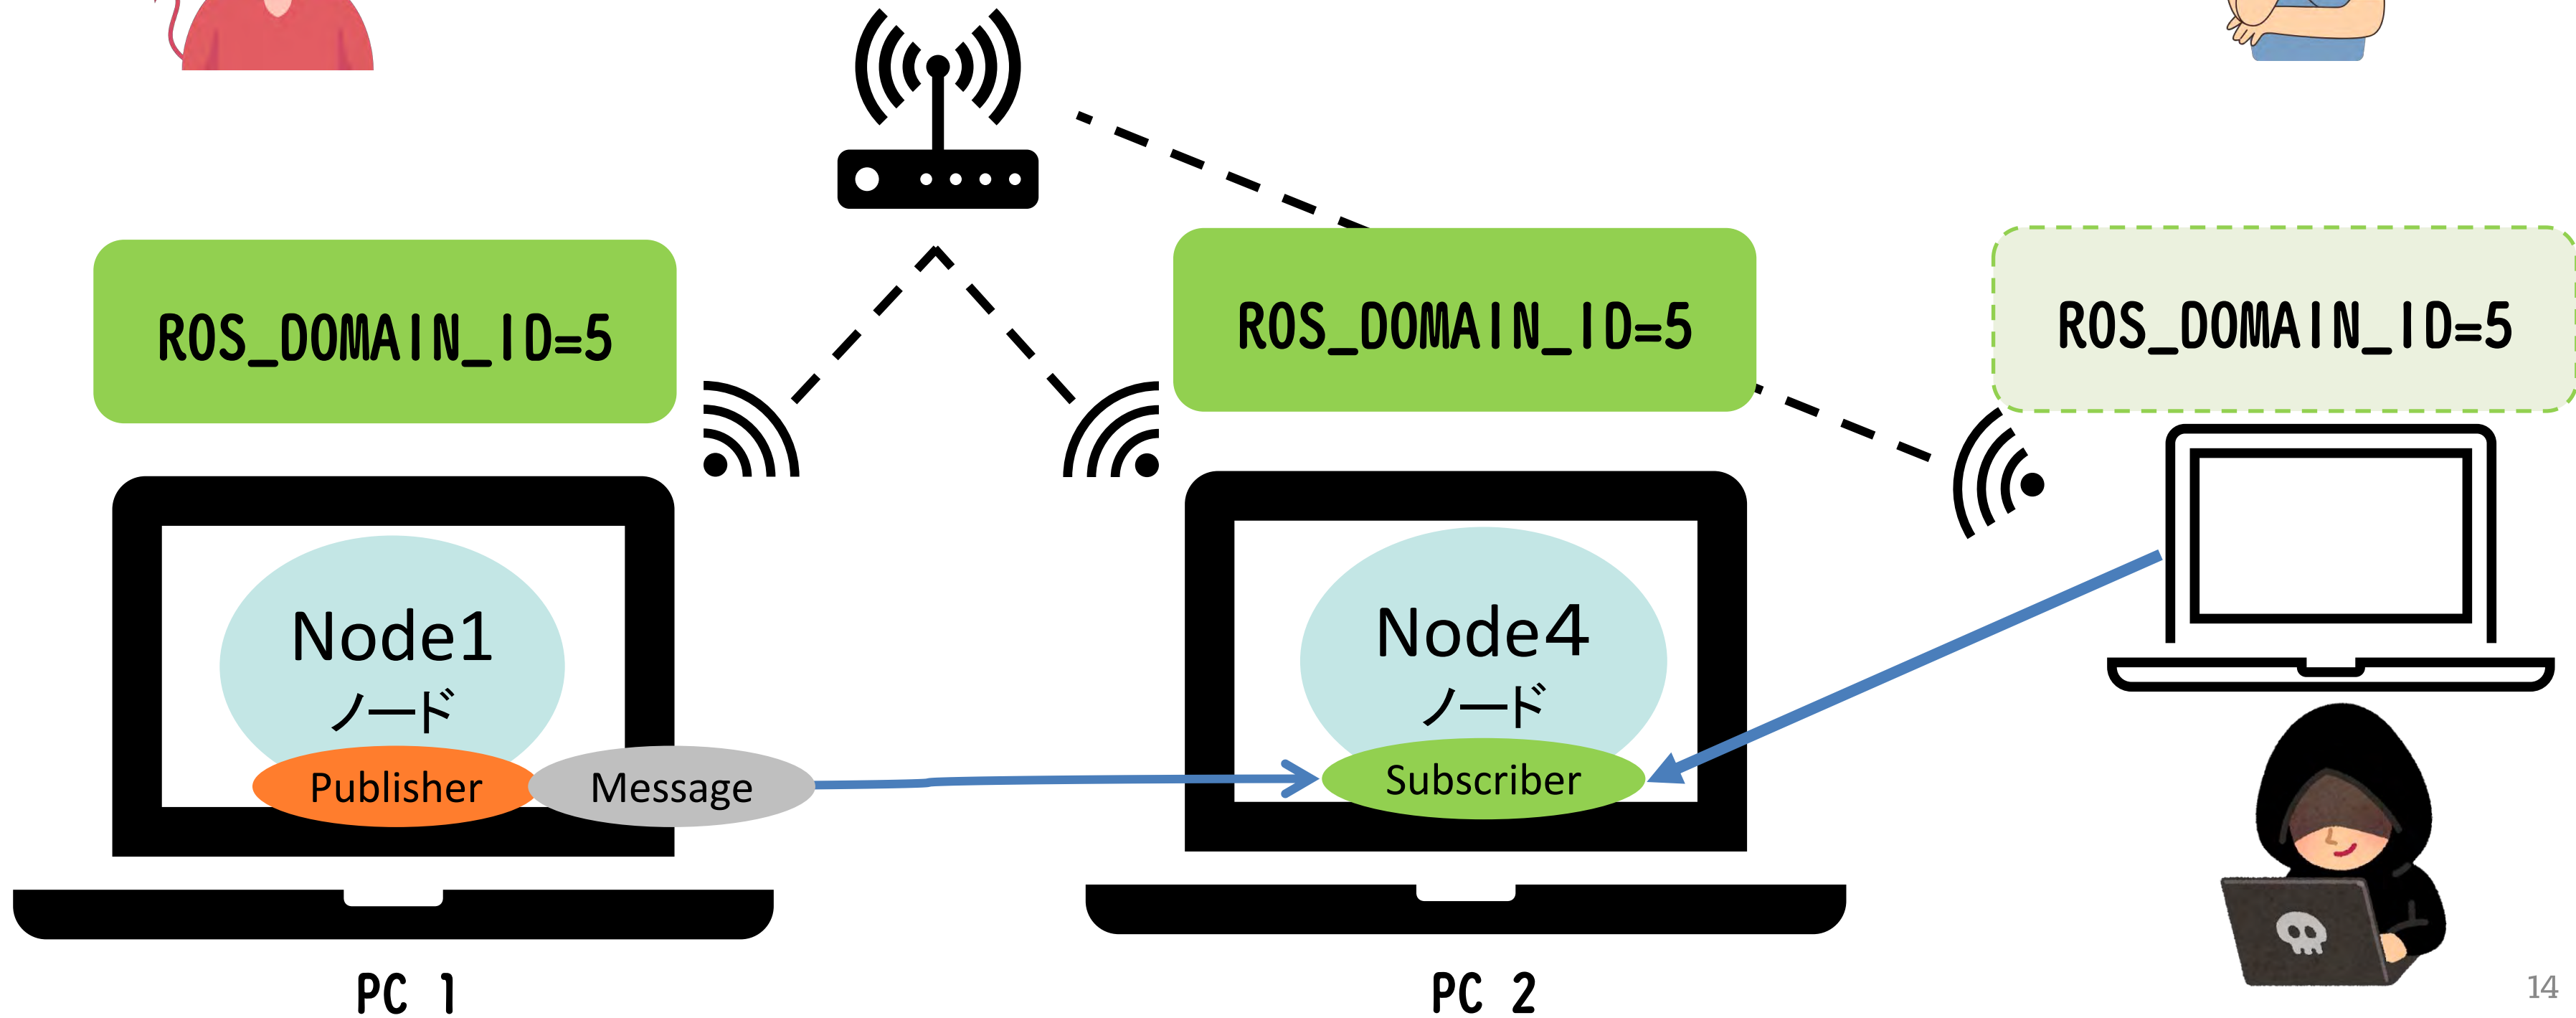 ROS_DOMAIN_ID=5
ROS_DOMAIN_ID=5
ROS_DOMAIN_ID=5
Node1
ノード
Publisher
Message
Node4
ノード
Subscriber
PC 1
PC 2
14